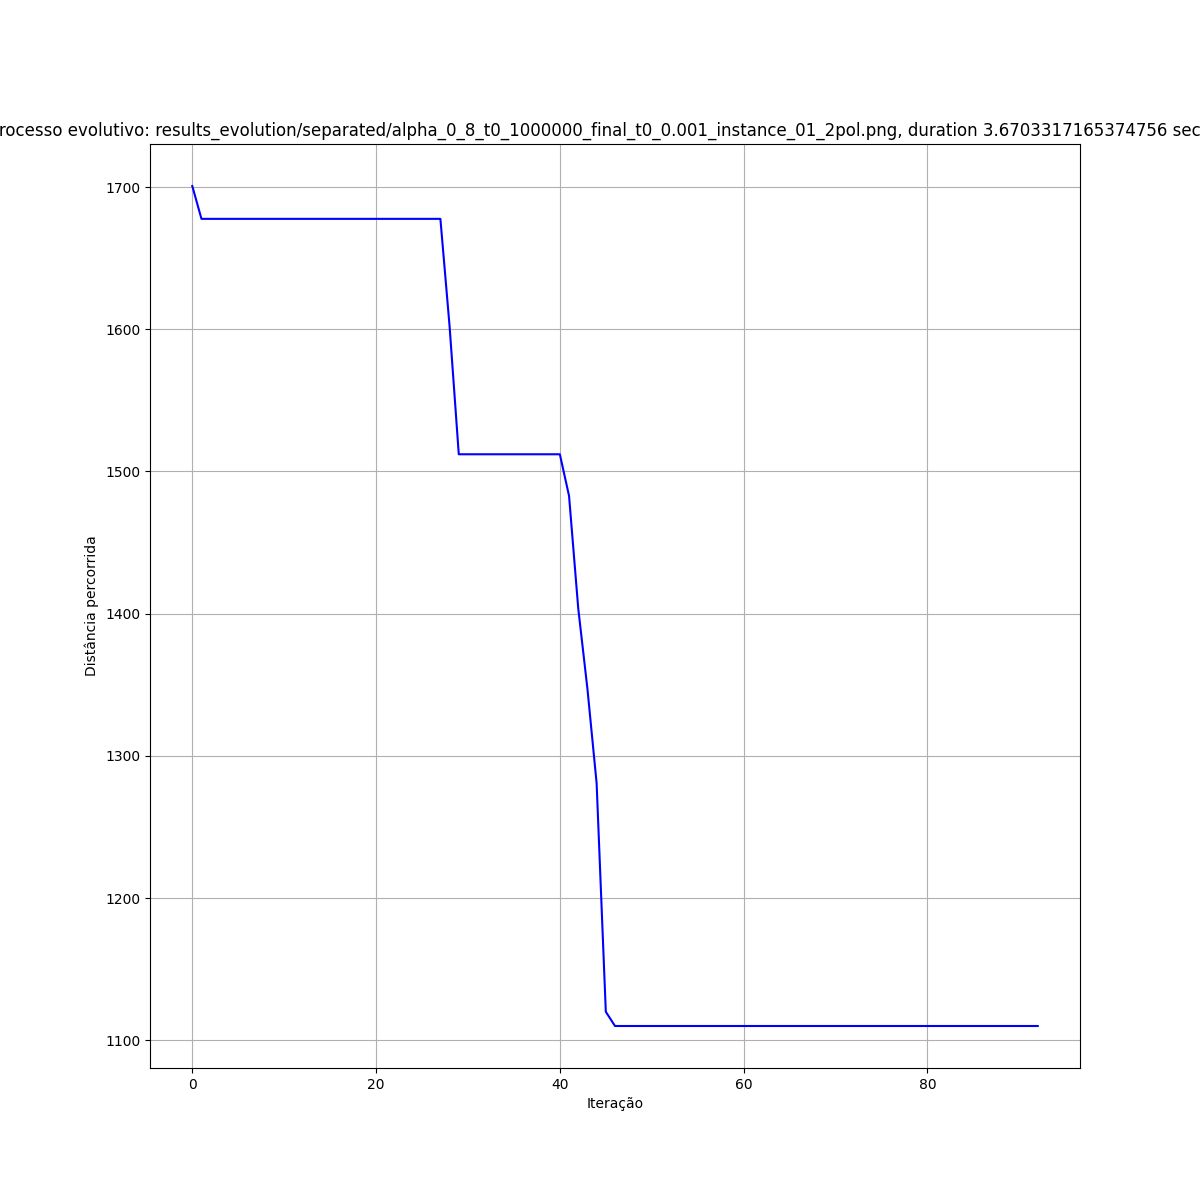 rocesso evolutivo: results_evolution/separated/alpha_0_8_t0_1000000_final_t0_0.001_instance_01_2pol.png, duration 3.6703317165374756 sec
1700
1600
1500
1400
1300
1200
1100
Distância percorrida
0 20 40 60 80
Iteração